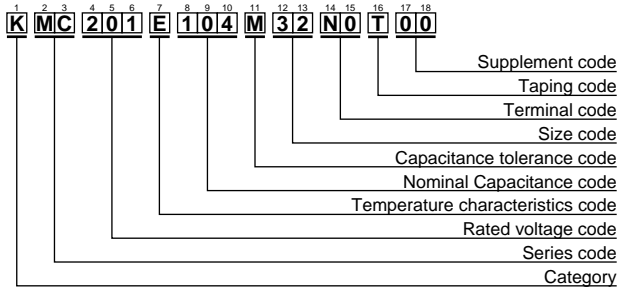 1 2 3 4 5 6 7 8 9 10 11 12 13 14 15 16 17 18
K MC 201 E 104 M 32 N0 T 00
Supplement code
Taping code
Terminal code
Size code
Capacitance tolerance code
Nominal Capacitance code
Temperature characteristics code
Rated voltage code
Series code
Category